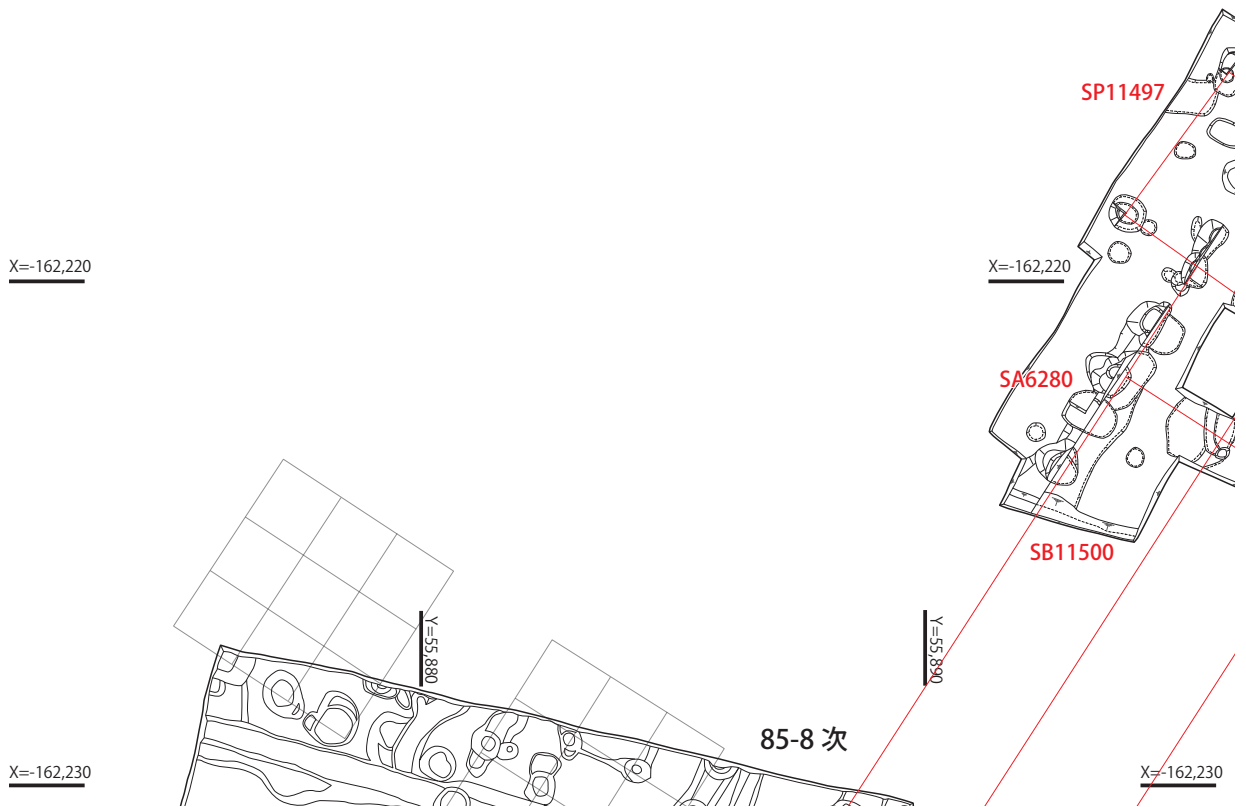 SP11497
X=-162,220
X=-162,220
SA6280
SB11500
Y=55,880
Y=55,890
85-8 次
X=-162,230
X=-162,230